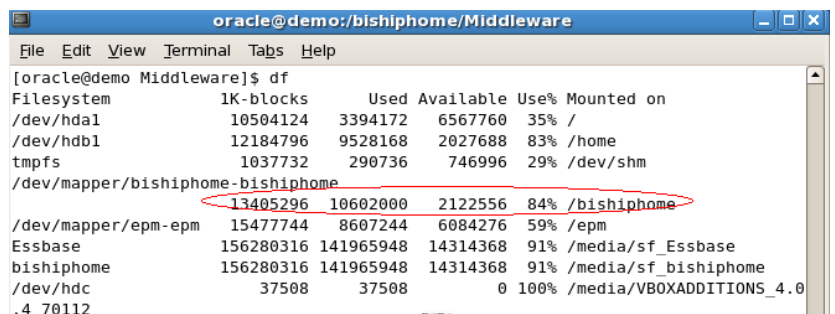 oracle@demo:/bishiphome/Middleware
File Edit View Terminal Tabs Help
[oracle@demo Middleware]$ df
Filesystem 1K-blocks Used Available Use% Mounted on
/dev/hda1 10504124 3394172 6567760 35% /
/dev/hdb1 12184796 9528168 2027688 83% /home
tmpfs 1037732 290736 746996 29% /dev/shm
/dev/mapper/bishiphome-bishiphome
13405296 10602000 2122556 84% /bishiphome
/dev/mapper/epm-epm 15477744 8607244 6084276 59% /epm
Essbase 156280316 141965948 14314368 91% /media/sf_Essbase
bishiphome 156280316 141965948 14314368 91% /media/sf_bishiphome
/dev/hdc 37508 37508 0 100% /media/VBOXADDITIONS_4.0
.4_70112